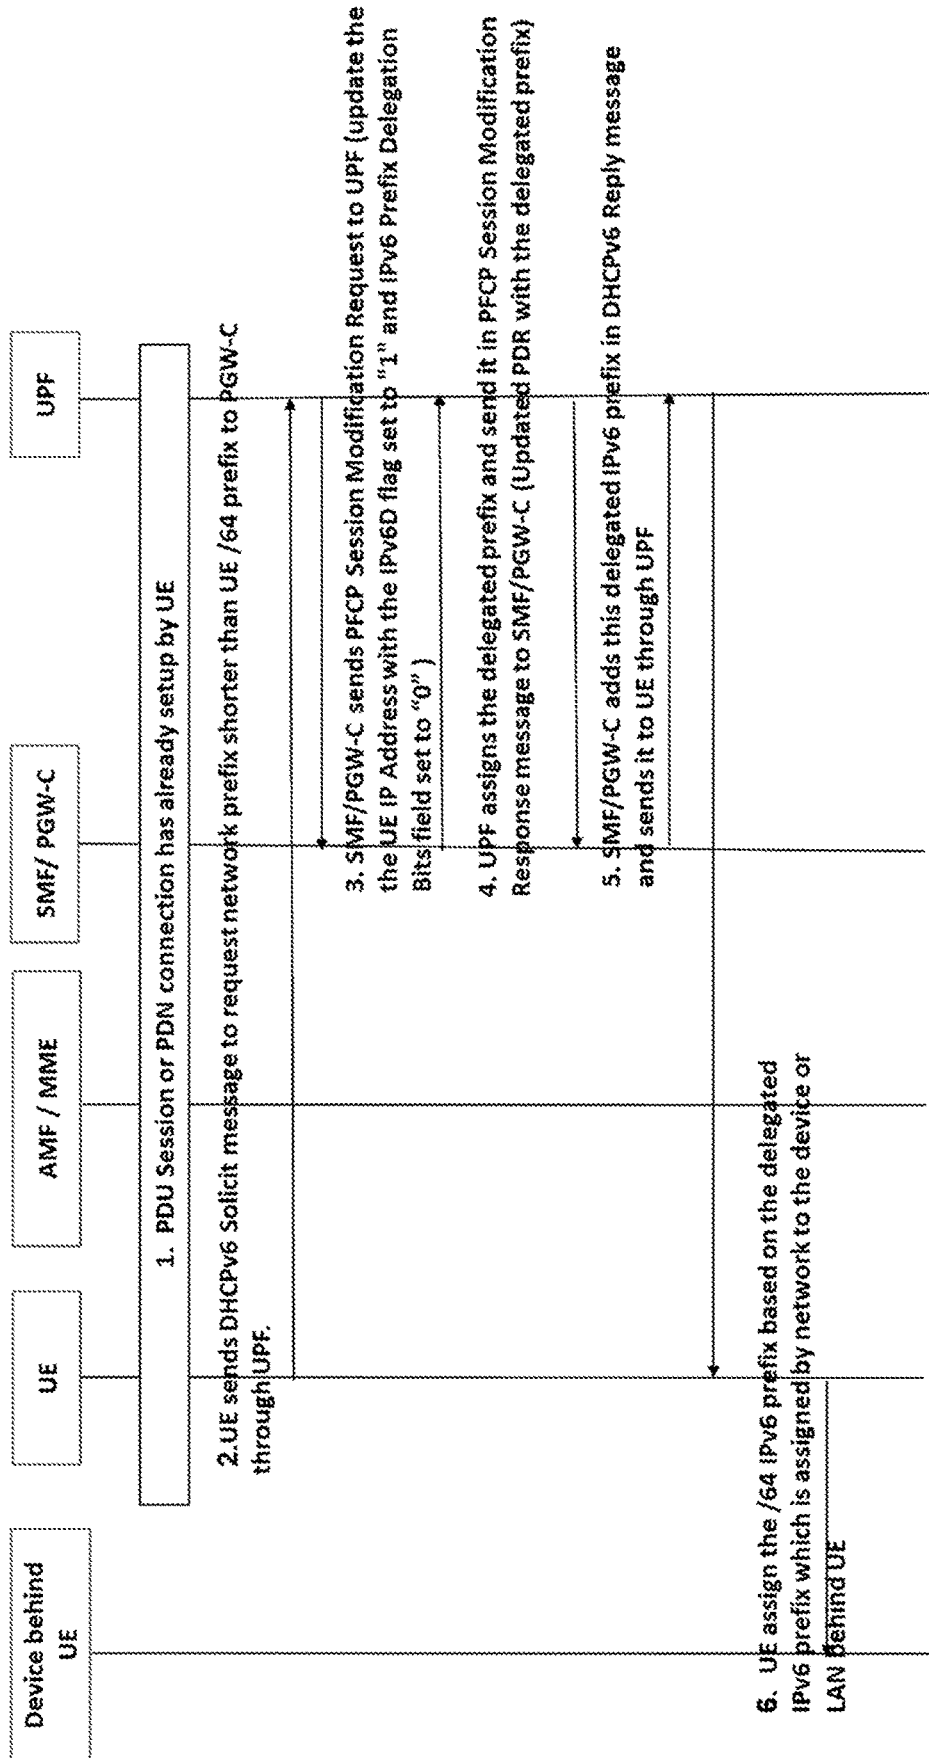 Device behind
UE
UE
AMF / MME
SMF/ PGW-C
UPF
1. PDU Session or PDN connection has already setup by UE
2.UE sends DHCPv6 Solicit message to request network prefix shorter than UE /64 prefix to PGW-C
through UPF.
3. SMF/PGW-C sends PFCP Session Modification Request to UPF (update the
the UE IP Address with the IPv6D flag set to "1" and IPv6 Prefix Delegation
Bits field set to "0" )
4. UPF assigns the delegated prefix and send it in PFCP Session Modification
Response message to SMF/PGW-C (Updated PDR with the delegated prefix)
5. SMF/PGW-C adds this delegated IPv6 prefix in DHCPv6 Reply message
and sends it to UE through UPF
6. UE assign the /64 IPv6 prefix based on the delegated
IPv6 prefix which is assigned by network to the device or
LAN behind UE